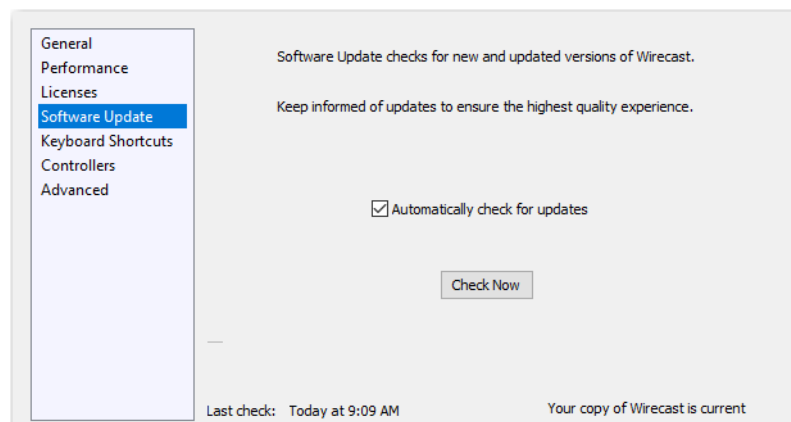 General
Performance
Licenses
Software Update
Keyboard Shortcuts
Controllers
Advanced
Software Update checks for new and updated versions of Wirecast.
Keep informed of updates to ensure the highest quality experience.
Automatically check for updates
Check Now
Last check: Today at 9:09 AM
Your copy of Wirecast is current